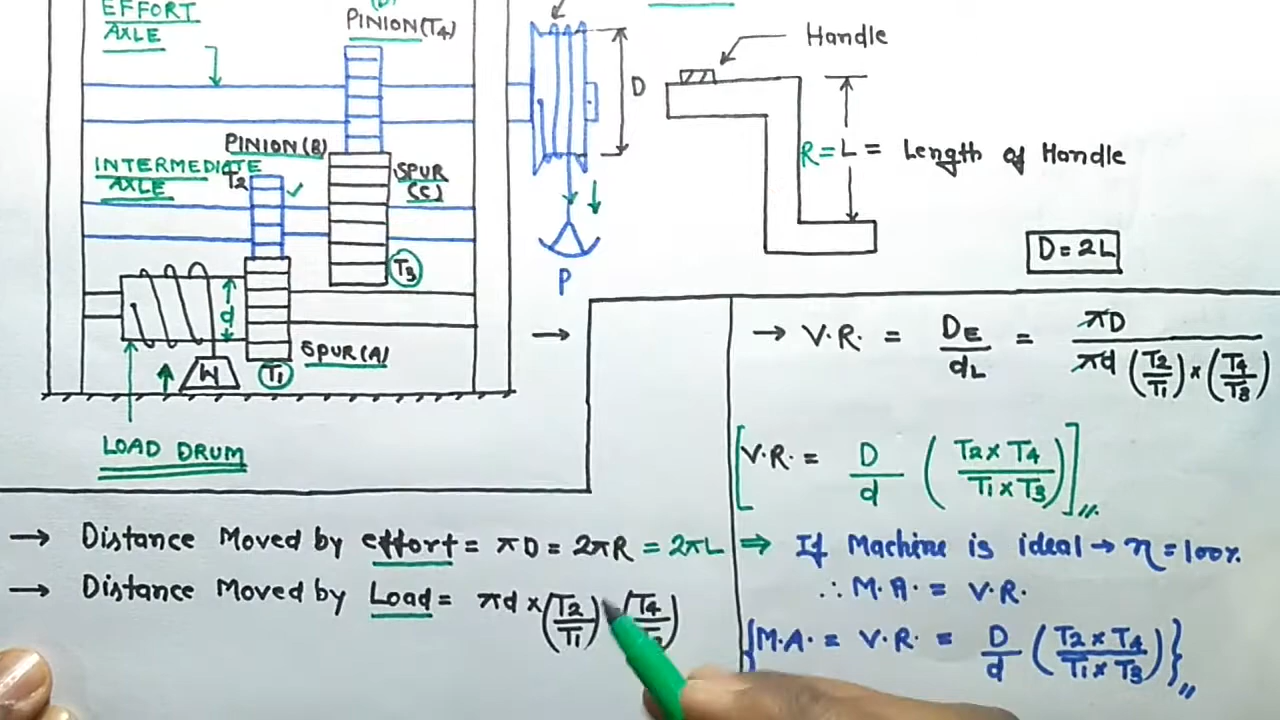 EFFORT
AXLE
PINION(T4)
PINION(B)
INTERMEDIATE
AXLE
T2
SPUR
(C)
T3
d
SPUR(A)
W
T1
LOAD DRUM
D
P
Handle
R=L = Length of Handle
D=2L
→ V.R. = DE/dL = πD/πd (T2/T1)×(T4/T3)
[V.R. = D/d (T2×T4/T1×T3)]
→ Distance Moved by effort = πD = 2πR = 2πL
→ Distance Moved by Load = πd × (T2/T1) (T4/
⇒ If Machine is ideal → η=100%.
∴ M.A. = V.R.
{M.A. = V.R. = D/d (T2×T4/T1×T3)}